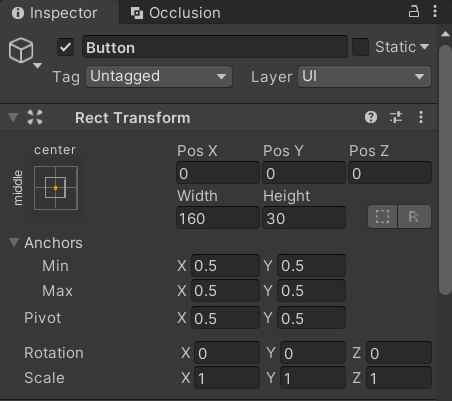 Inspector Occlusion
Button Static
Tag Untagged Layer UI
Rect Transform
center
middle
Pos X Pos Y Pos Z
0 0 0
Width Height
160 30
R
Anchors
Min X 0.5 Y 0.5
Max X 0.5 Y 0.5
Pivot X 0.5 Y 0.5
Rotation X 0 Y 0 Z 0
Scale X 1 Y 1 Z 1